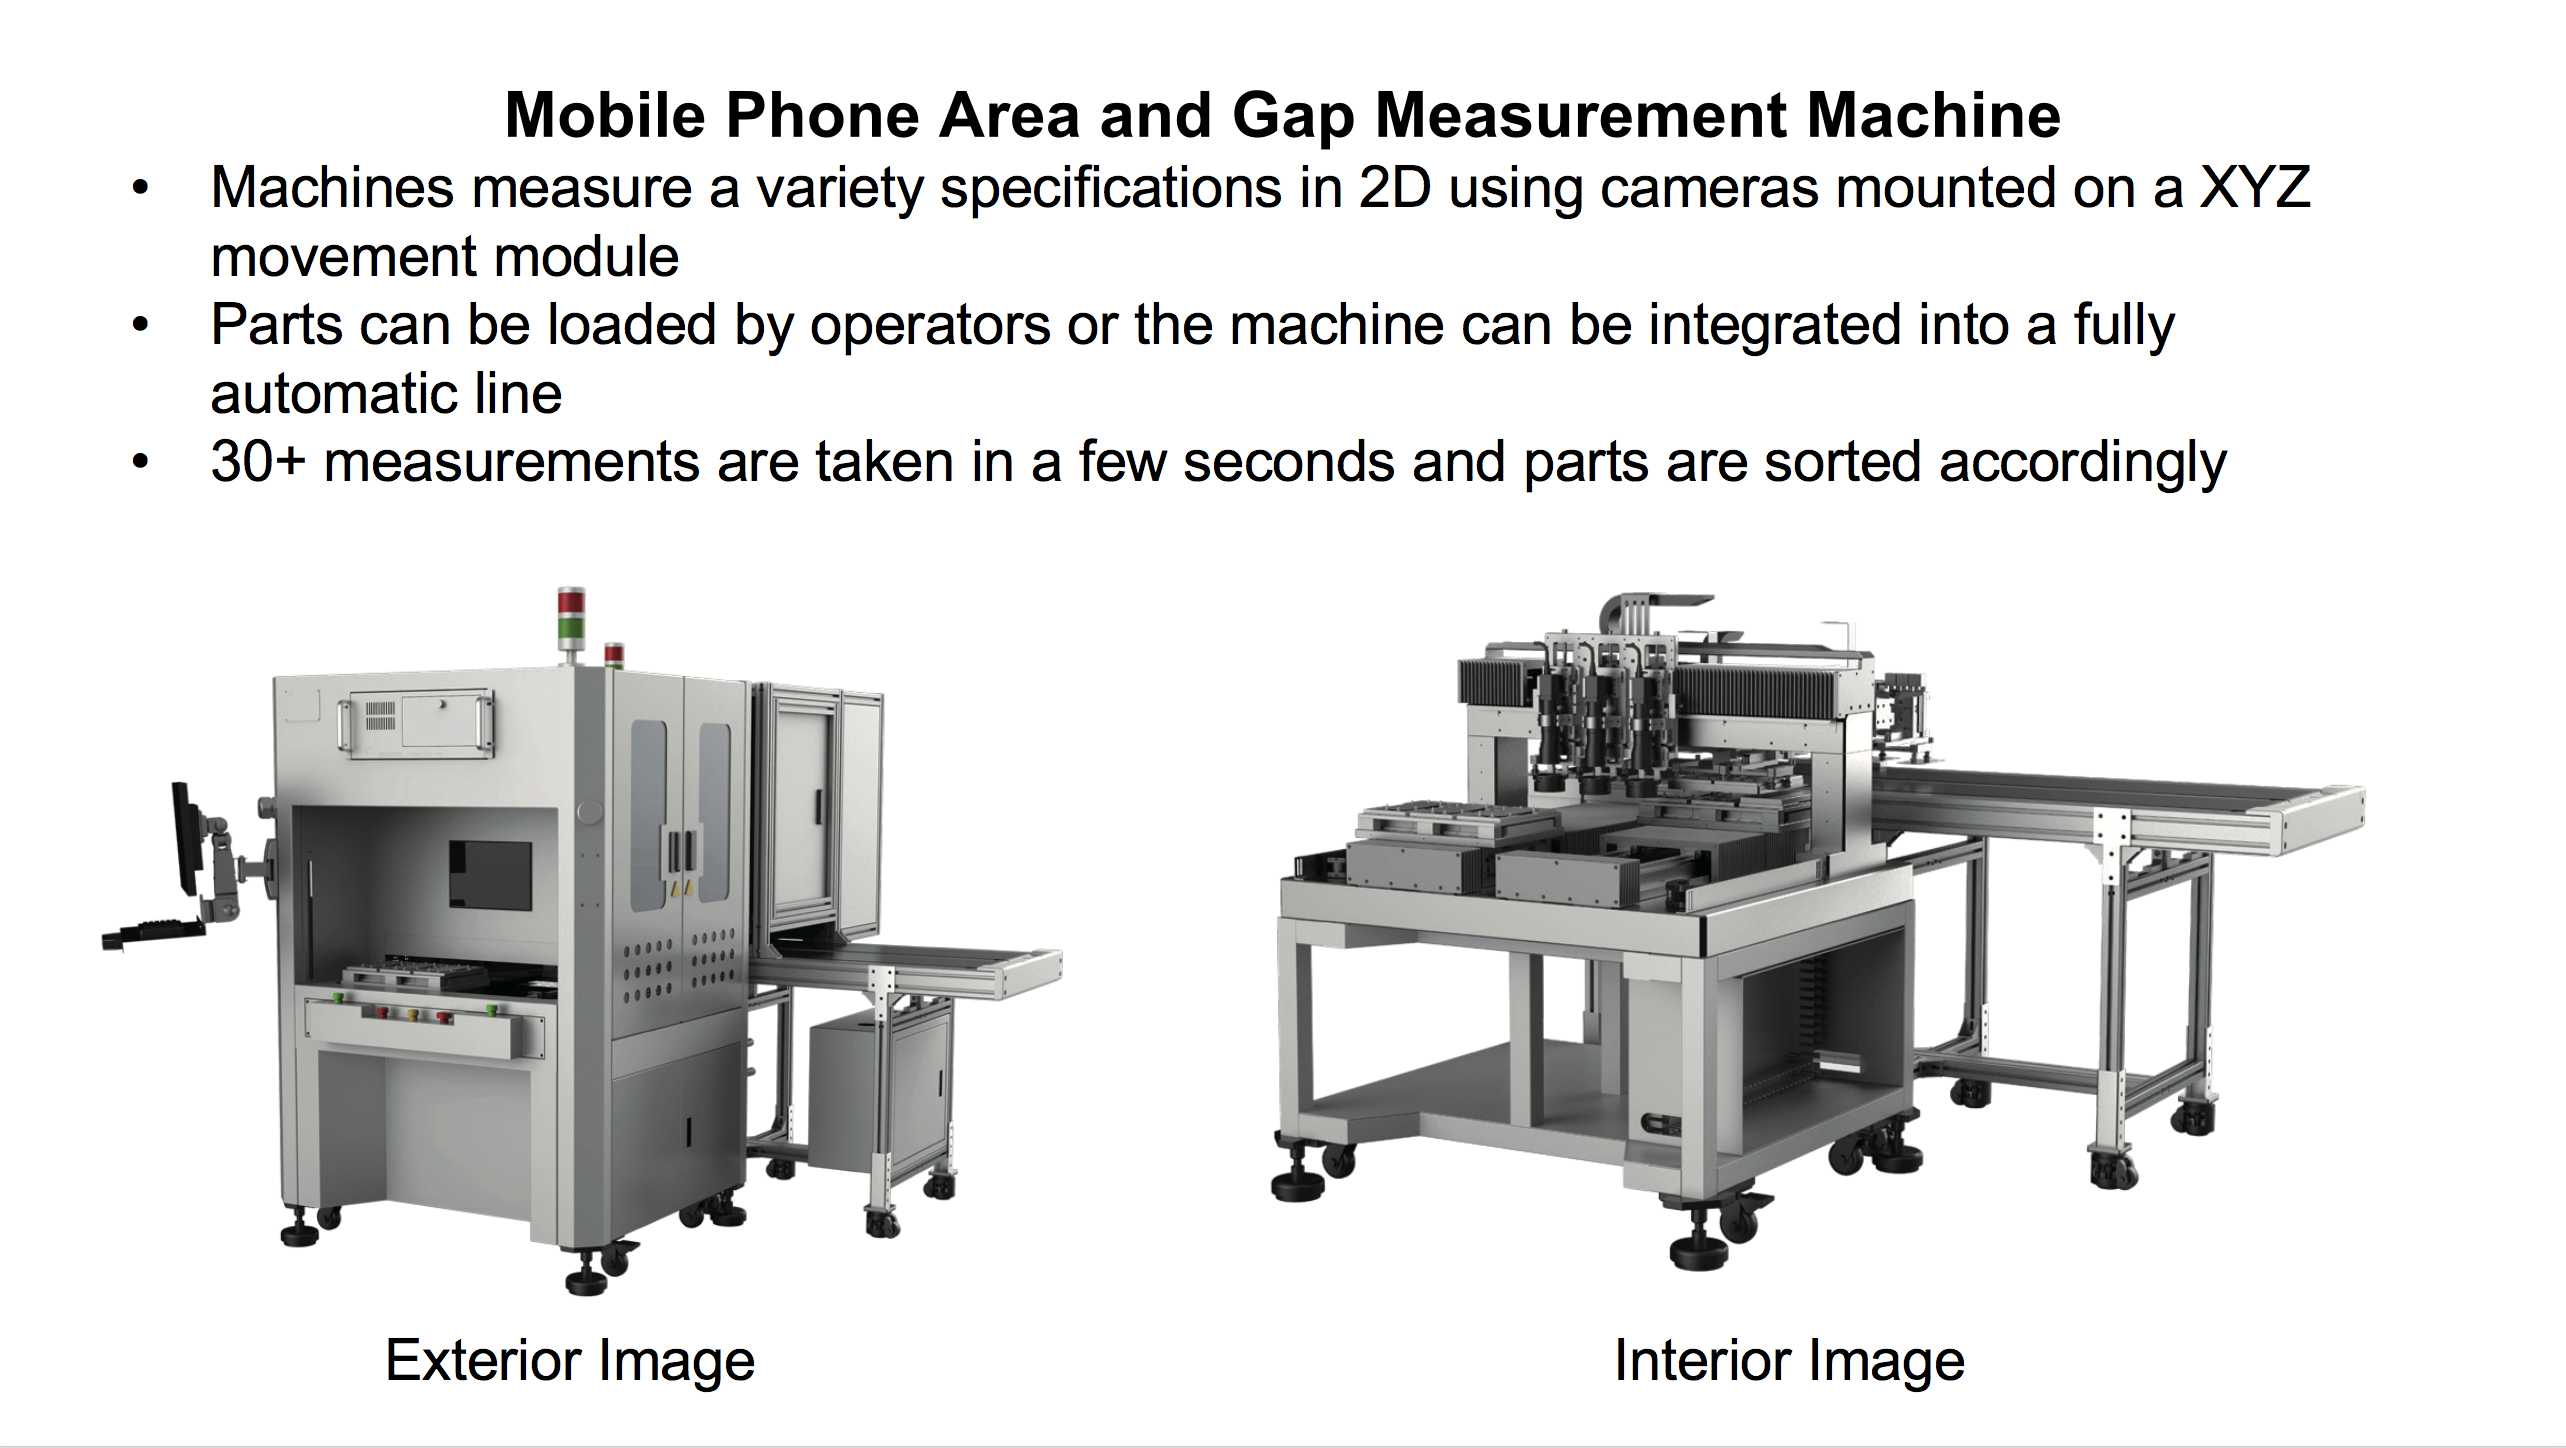 Mobile Phone Area and Gap Measurement Machine
• Machines measure a variety specifications in 2D using cameras mounted on a XYZ
movement module
• Parts can be loaded by operators or the machine can be integrated into a fully
automatic line
• 30+ measurements are taken in a few seconds and parts are sorted accordingly
Exterior Image
Interior Image